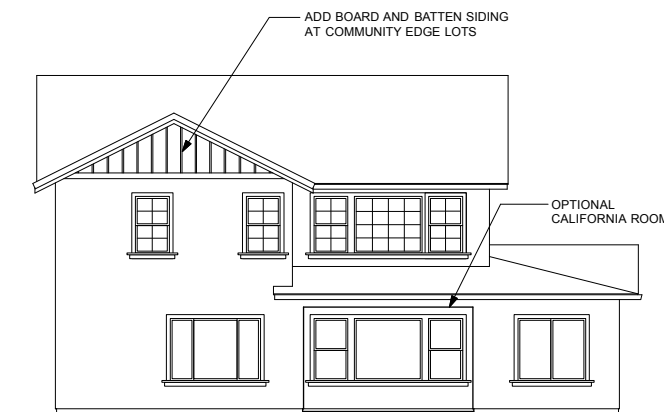 ADD BOARD AND BATTEN SIDING
AT COMMUNITY EDGE LOTS
OPTIONAL
CALIFORNIA ROOM